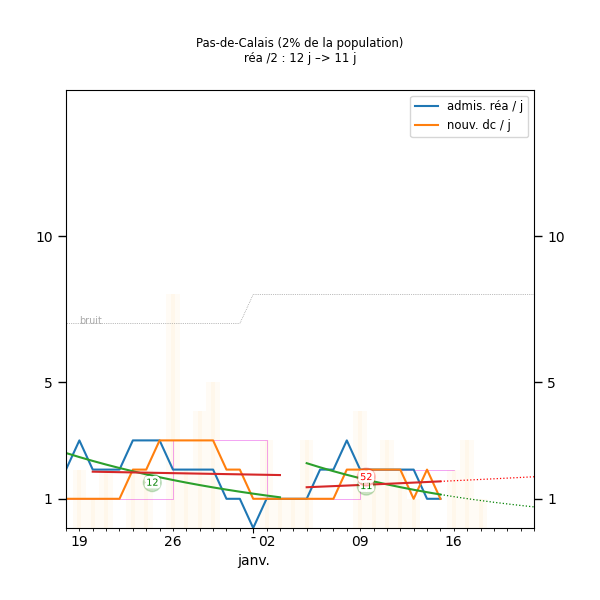 Pas-de-Calais (2% de la population)
réa /2 : 12 j –> 11 j
admis. réa / j
nouv. dc / j
10
10
bruit
5
5
52
12
11
1
1
19
26
02
09
16
janv.